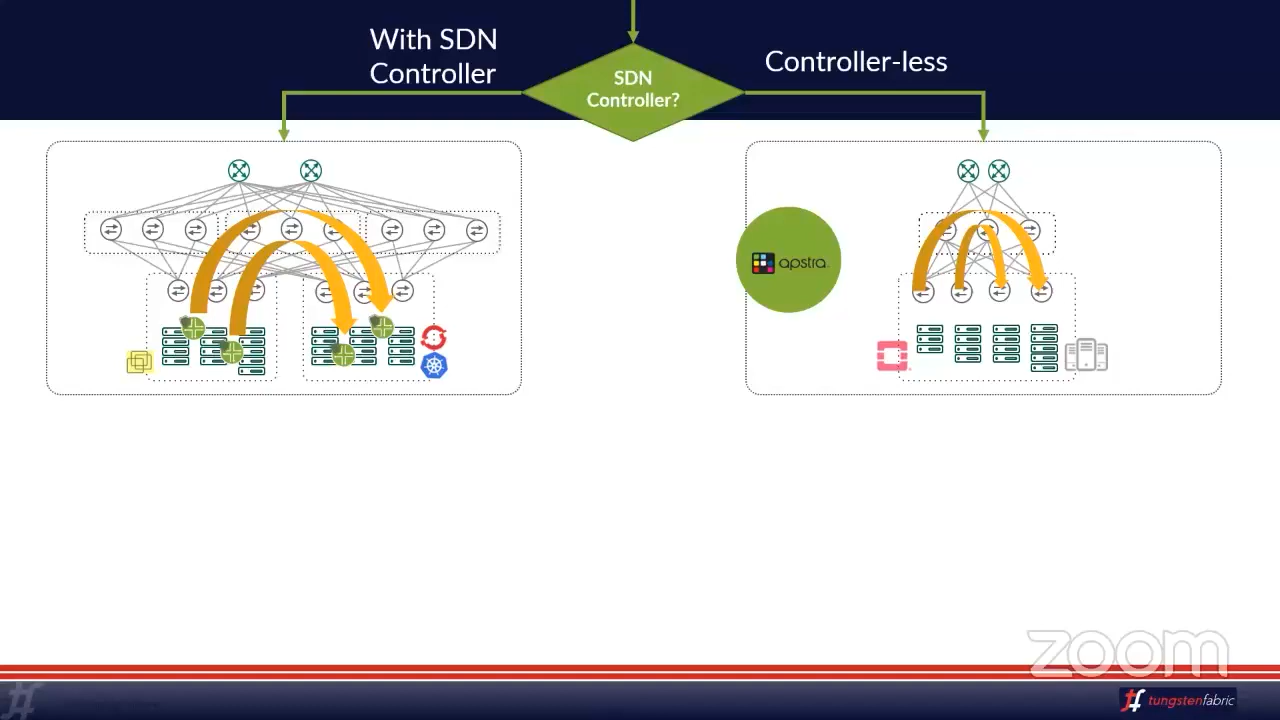 With SDN
Controller
SDN
Controller?
Controller-less
apstra
zoom
tungstenfabric